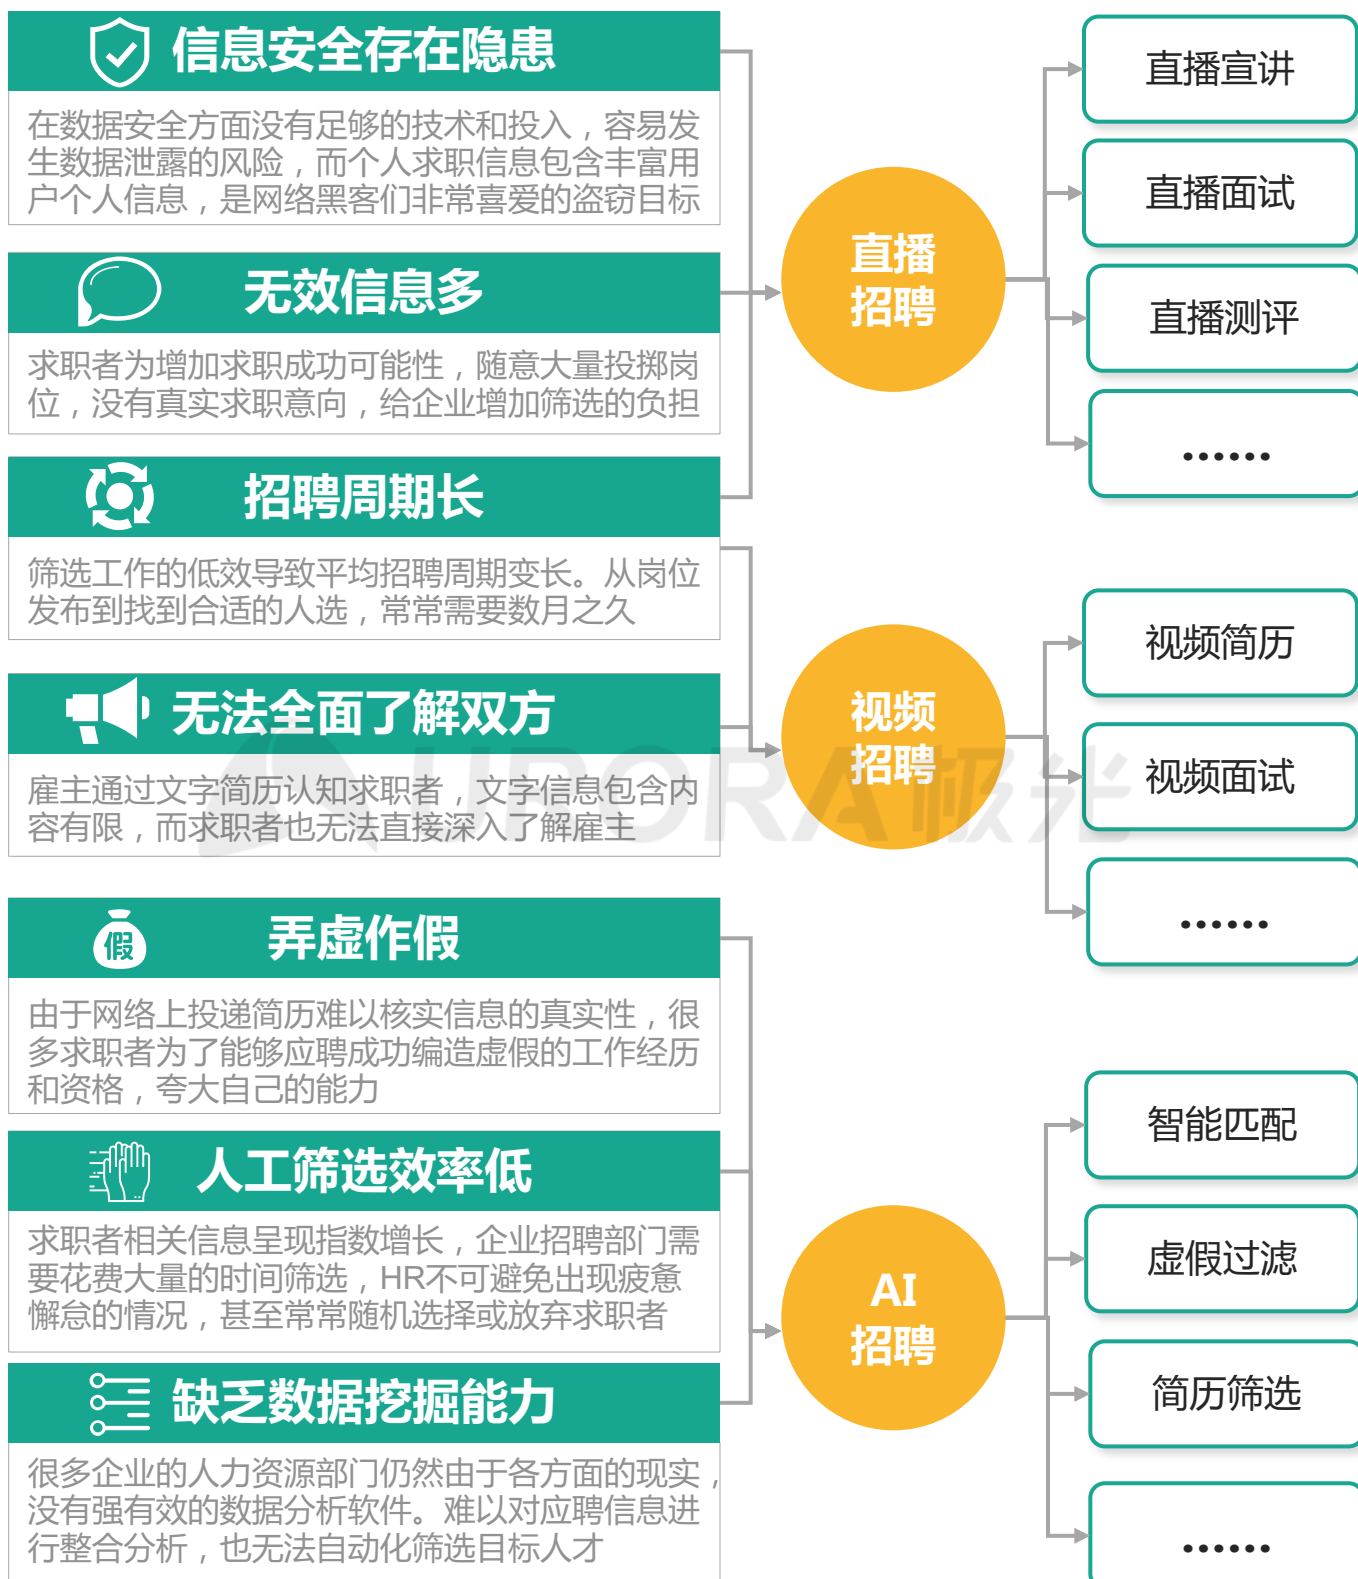 信息安全存在隐患
在数据安全方面没有足够的技术和投入，容易发
生数据泄露的风险，而个人求职信息包含丰富用
户个人信息，是网络黑客们非常喜爱的盗窃目标
无效信息多
求职者为增加求职成功可能性，随意大量投掷岗
位，没有真实求职意向，给企业增加筛选的负担
招聘周期长
筛选工作的低效导致平均招聘周期变长。从岗位
发布到找到合适的人选，常常需要数月之久
无法全面了解双方
雇主通过文字简历认知求职者，文字信息包含内
容有限，而求职者也无法直接深入了解雇主
假
弄虚作假
由于网络上投递简历难以核实信息的真实性，很
多求职者为了能够应聘成功编造虚假的工作经历
和资格，夸大自己的能力
人工筛选效率低
求职者相关信息呈现指数增长，企业招聘部门需
要花费大量的时间筛选，HR不可避免出现疲惫
懈怠的情况，甚至常常随机选择或放弃求职者
缺乏数据挖掘能力
很多企业的人力资源部门仍然由于各方面的现实，
没有强有效的数据分析软件。难以对应聘信息进
行整合分析，也无法自动化筛选目标人才
直播
招聘
直播宣讲
直播面试
直播测评
……
视频
招聘
视频简历
视频面试
……
AI
招聘
智能匹配
虚假过滤
简历筛选
……
AURORA极光